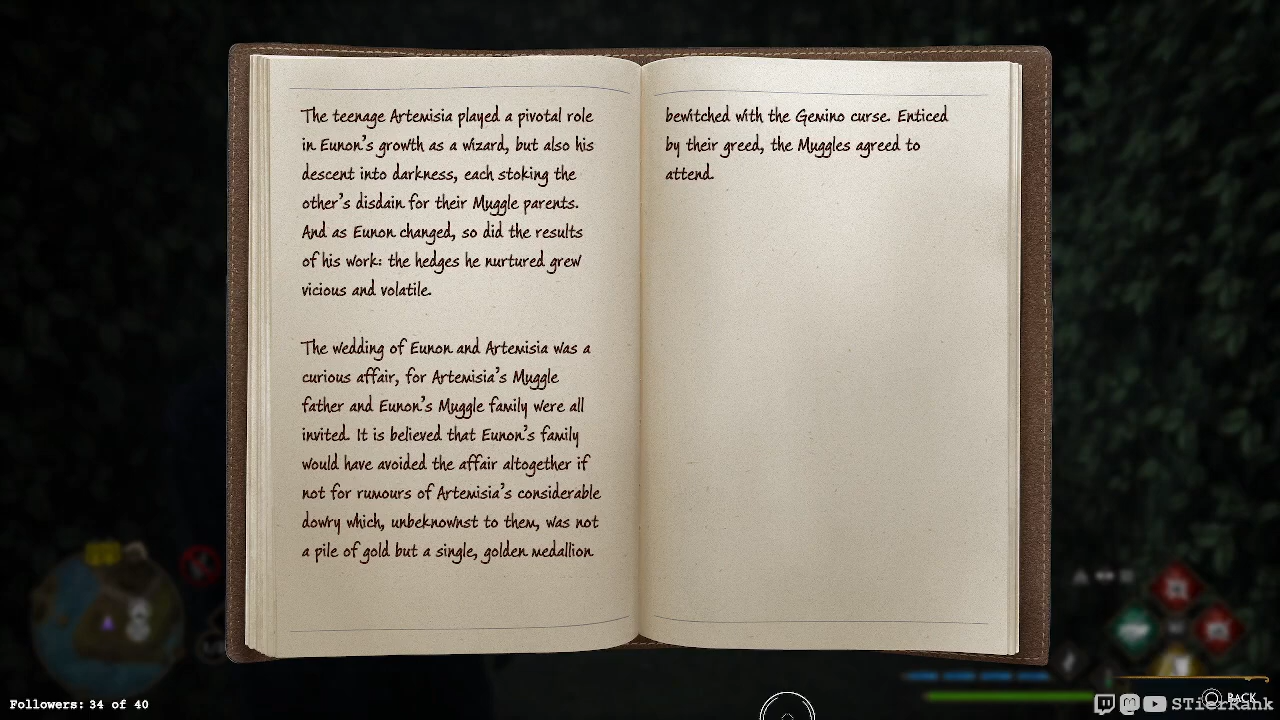 The teenage Artemisia played a pivotal role
in Eunon's growth as a wizard, but also his
descent into darkness, each stoking the
other's disdain for their Muggle parents.
And as Eunon changed, so did the results
of his work: the hedges he nurtured grew
vicious and volatile.
The wedding of Eunon and Artemisia was a
curious affair, for Artemisia's Muggle
father and Eunon's Muggle family were all
invited. It is believed that Eunon's family
would have avoided the affair altogether if
not for rumours of Artemisia's considerable
dowry which, unbeknownst to them, was not
a pile of gold but a single, golden medallion
bewitched with the Gemino curse. Enticed
by their greed, the Muggles agreed to
attend.
Followers: 34 of 40
BACK
STierRank